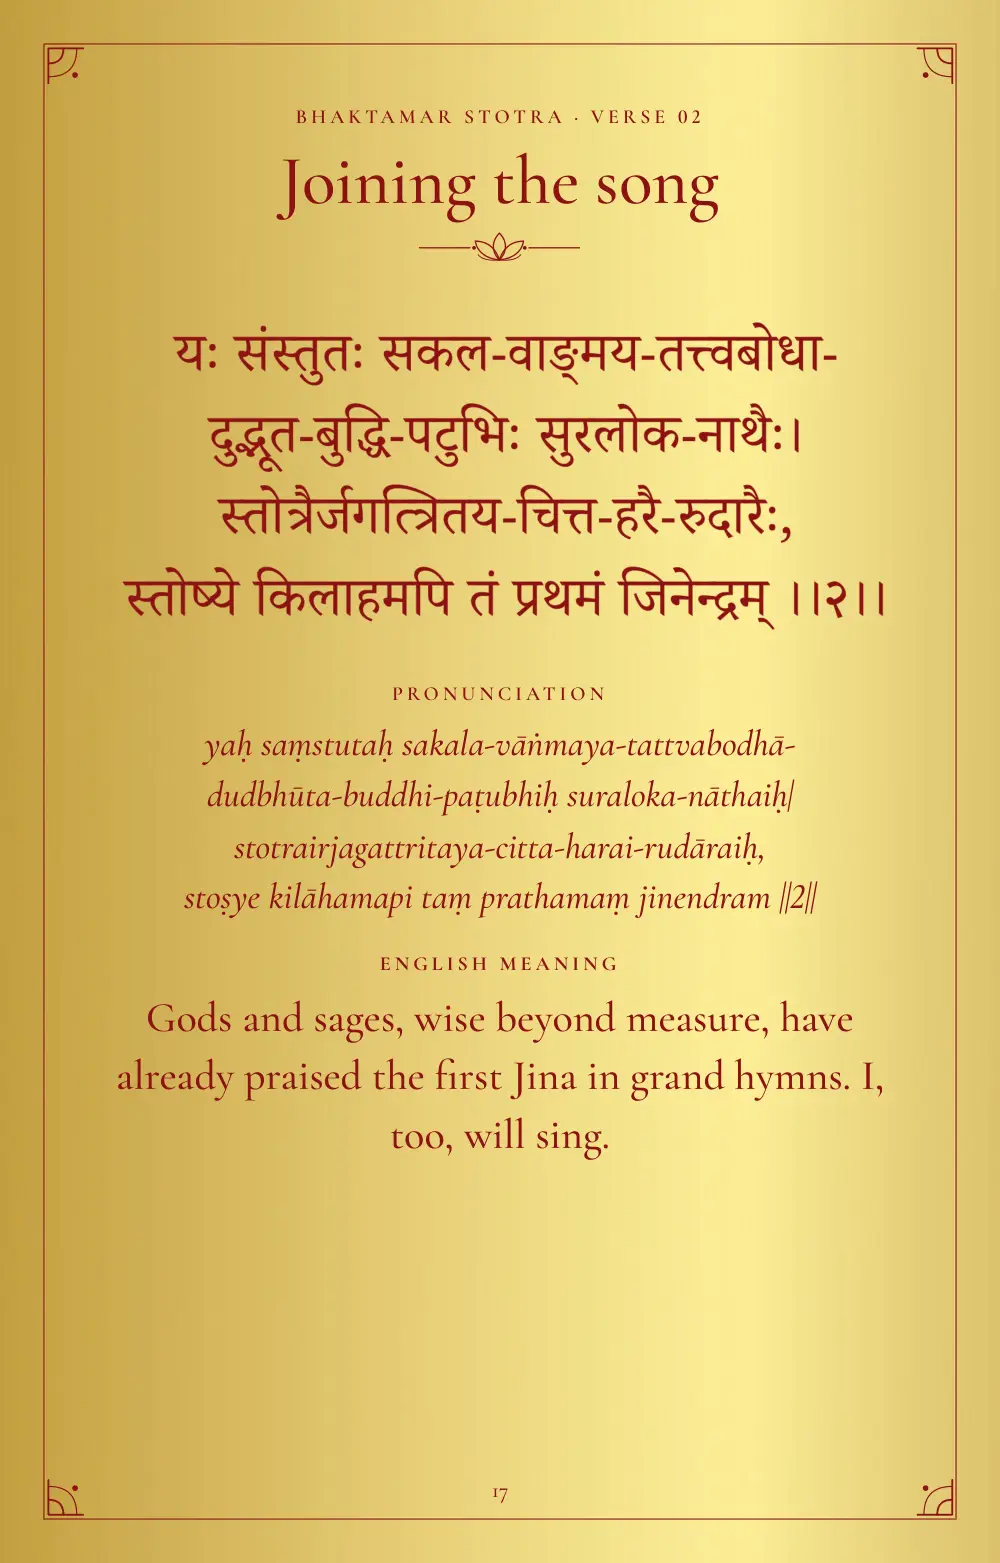 BHAKTAMAR STOTRA · VERSE 02
Joining the song
यः संस्तुतः सकल-वाङ्मय-तत्त्वबोधा-
दुद्भूत-बुद्धि-पटुभिः सुरलोक-नाथैः।
स्तोत्रैर्जगत्त्रितय-चित्त-हरै-रुदारैः,
स्तोष्ये किलाहमपि तं प्रथमं जिनेन्द्रम् ।।२।।
PRONUNCIATION
yaḥ saṃstutaḥ sakala-vāṅmaya-tattvabodhā-
dudbhūta-buddhi-paṭubhiḥ suraloka-nāthaiḥ|
stotrairjagattritaya-citta-harai-rudāraiḥ,
stoṣye kilāhamapi taṃ prathamaṃ jinendram ||2||
ENGLISH MEANING
Gods and sages, wise beyond measure, have
already praised the first Jina in grand hymns. I,
too, will sing.
17